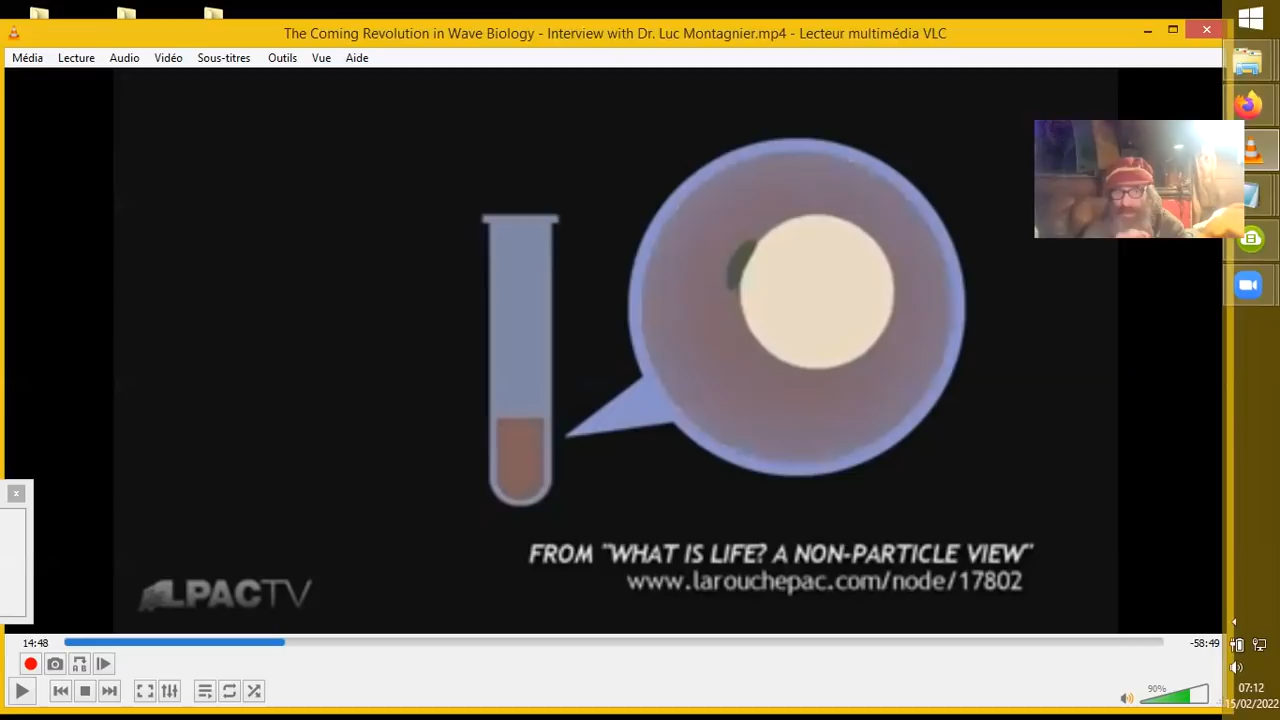 The Coming Revolution in Wave Biology - Interview with Dr. Luc Montagnier.mp4 - Lecteur multimédia VLC
Média Lecture Audio Vidéo Sous-titres Outils Vue Aide
FROM "WHAT IS LIFE? A NON-PARTICLE VIEW"
www.larouchepac.com/node/17802
LPACTV
14:48
-58:49
90%
07:12
15/02/2022